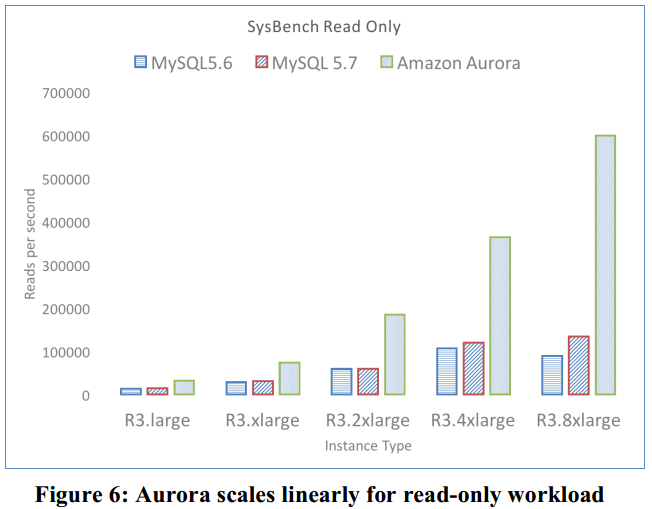 SysBench Read Only
MySQL5.6 MySQL 5.7 Amazon Aurora
700000
600000
500000
400000
300000
200000
100000
0
Reads per second
R3.large R3.xlarge R3.2xlarge R3.4xlarge R3.8xlarge
Instance Type
Figure 6: Aurora scales linearly for read-only workload